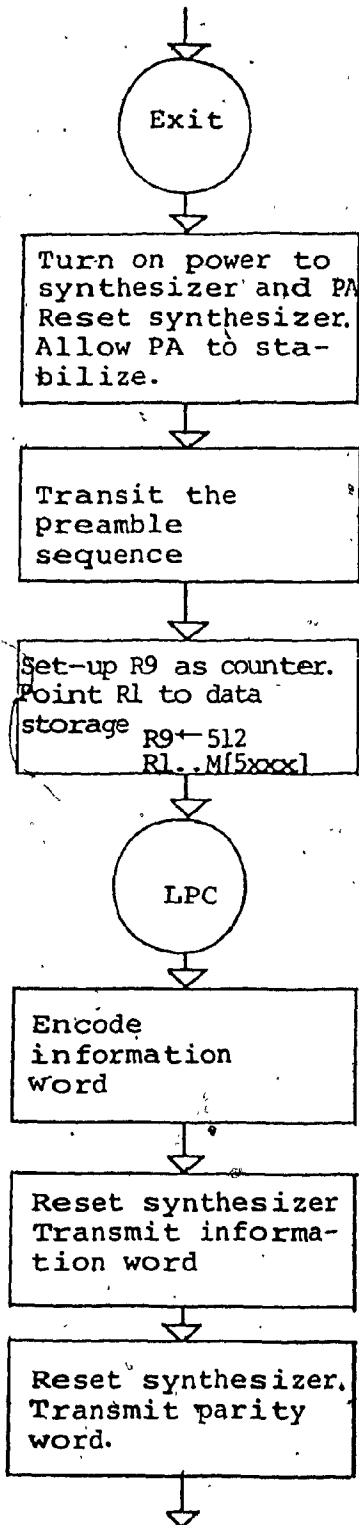 Exit
Turn on power to
synthesizer and PA
Reset synthesizer.
Allow PA to sta-
bilize.
Transit the
preamble
sequence
Set-up R9 as counter.
Point R1 to data
storage
R9←512
R1..M[5xxx]
LPC
Encode
information
word
Reset synthesizer
Transmit informa-
tion word
Reset synthesizer.
Transmit parity
word.